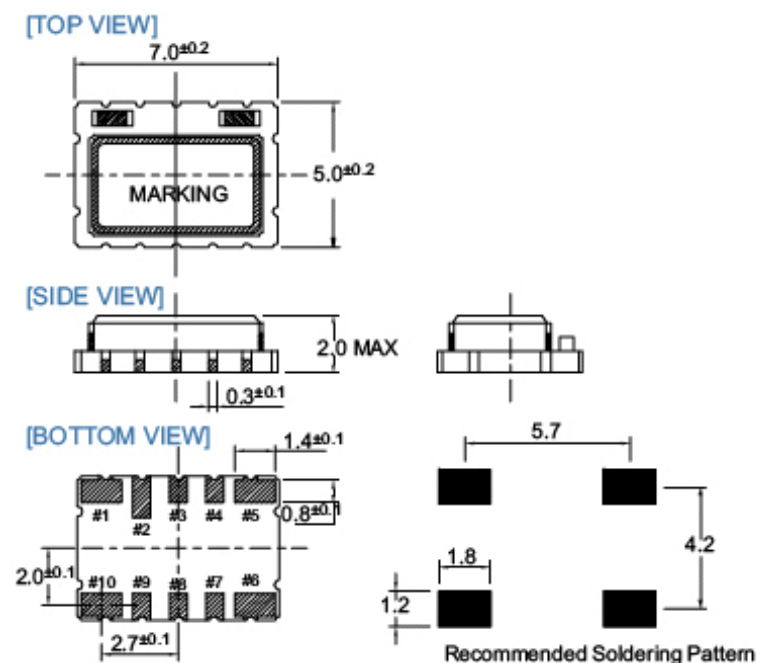 [TOP VIEW]
7.0±0.2
5.0±0.2
MARKING
[SIDE VIEW]
2.0 MAX
0.3±0.1
[BOTTOM VIEW]
1.4±0.1
5.7
#1 #2 #3 #4 #5
0.8±0.1
4.2
2.0±0.1
#10 #9 #8 #7 #6
1.8
1.2
2.7±0.1
Recommended Soldering Pattern